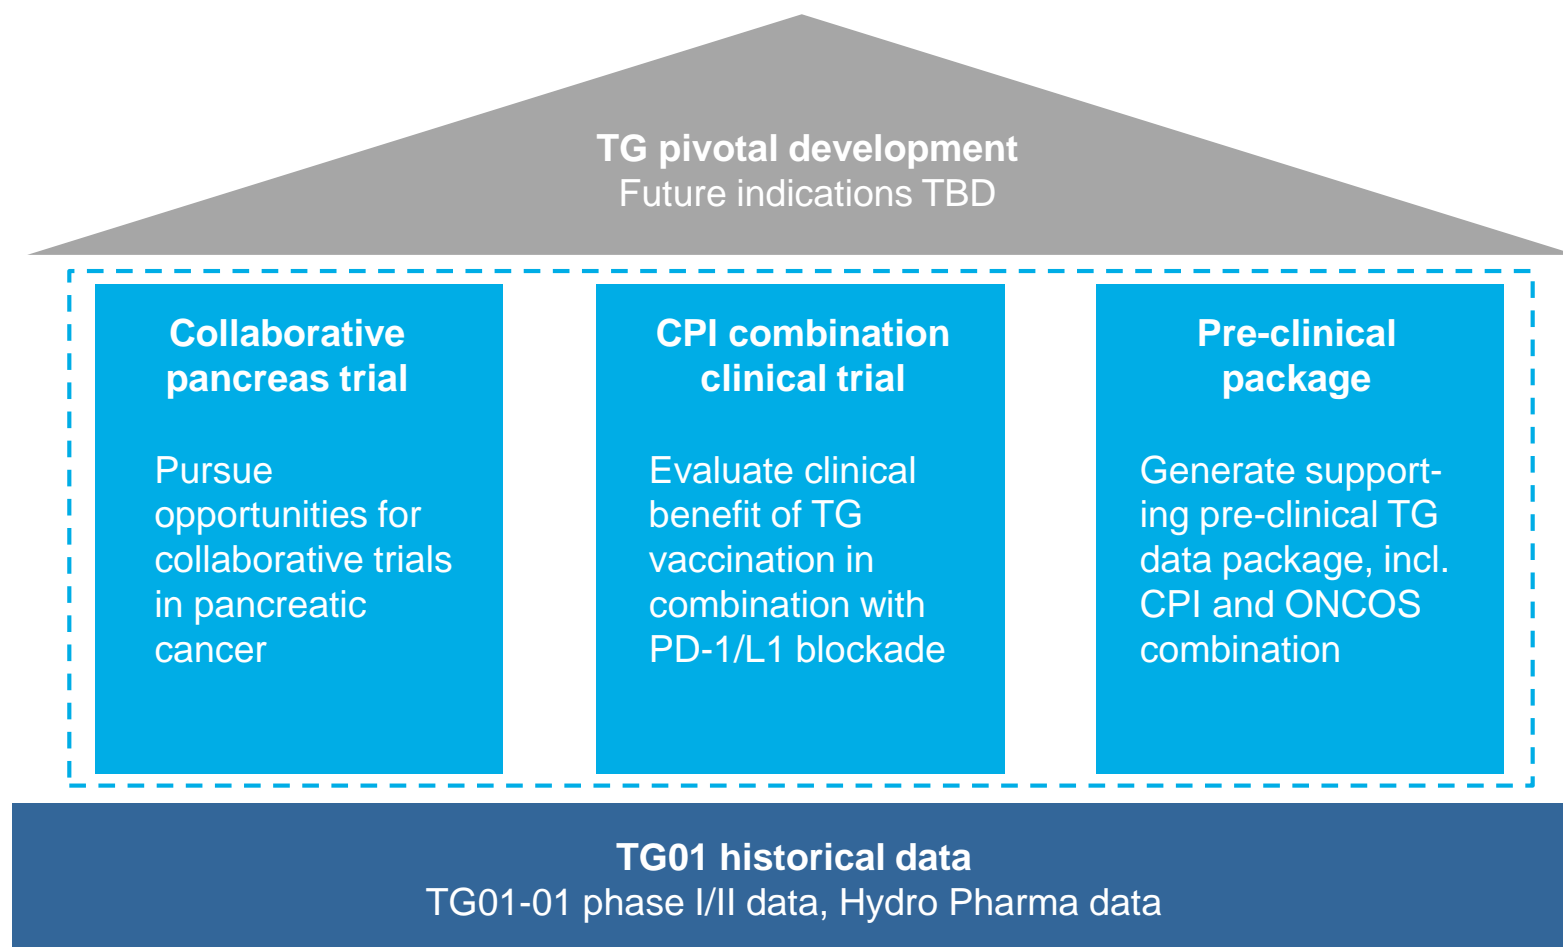 TG pivotal development
Future indications TBD
Collaborative
pancreas trial
Pursue
opportunities for
collaborative trials
in pancreatic
cancer
CPI combination
clinical trial
Evaluate clinical
benefit of TG
vaccination in
combination with
PD-1/L1 blockade
Pre-clinical
package
Generate support-
ing pre-clinical TG
data package, incl.
CPI and ONCOS
combination
TG01 historical data
TG01-01 phase I/II data, Hydro Pharma data